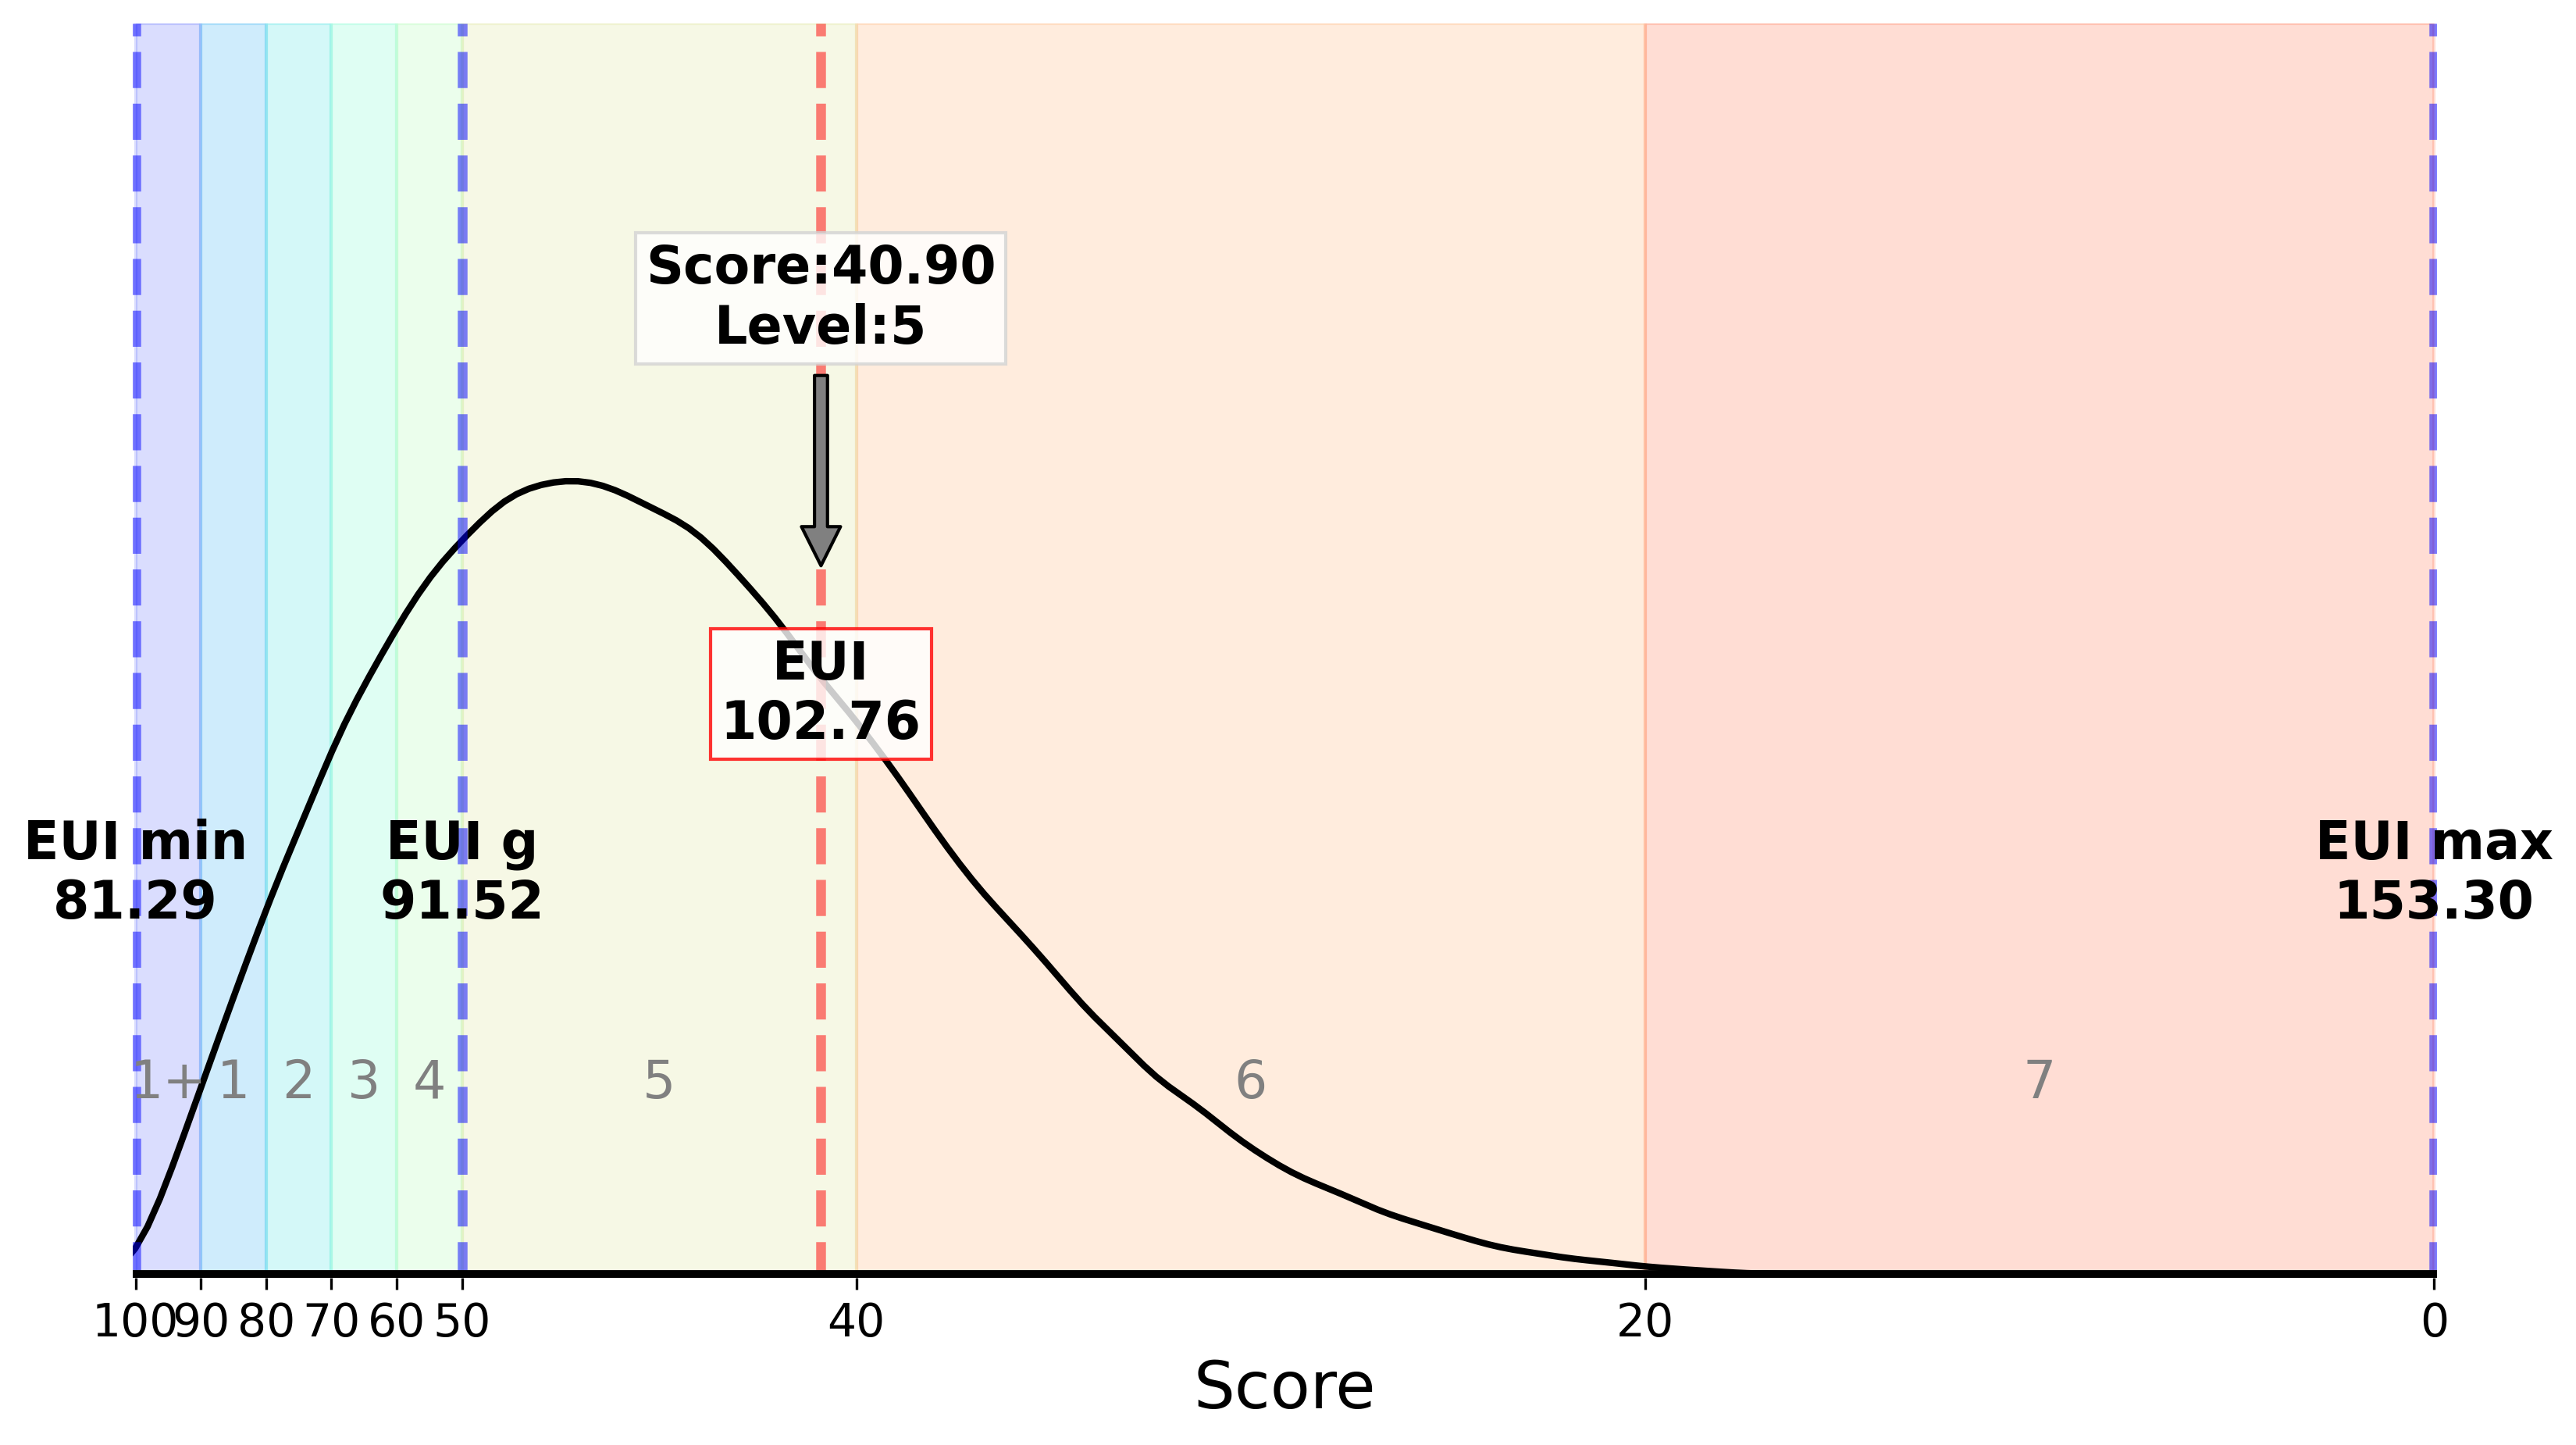 Score:40.90
Level:5
EUI
102.76
EUI min
81.29
EUI g
91.52
EUI max
153.30
1+ 1 2 3 4 5 6 7
100 90 80 70 60 50 40 20 0
Score